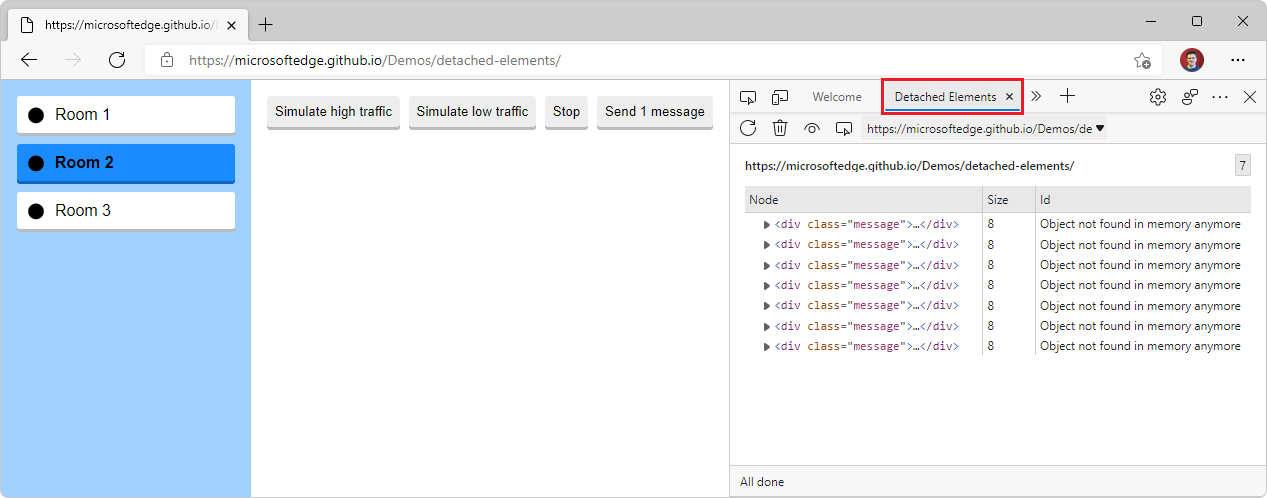 https://microsoftedge.github.io/D
https://microsoftedge.github.io/Demos/detached-elements/
Room 1
Room 2
Room 3
Simulate high traffic Simulate low traffic Stop Send 1 message
Welcome Detached Elements
https://microsoftedge.github.io/Demos/de
https://microsoftedge.github.io/Demos/detached-elements/ 7
Node Size Id
<div class="message">…</div> 8 Object not found in memory anymore
<div class="message">…</div> 8 Object not found in memory anymore
<div class="message">…</div> 8 Object not found in memory anymore
<div class="message">…</div> 8 Object not found in memory anymore
<div class="message">…</div> 8 Object not found in memory anymore
<div class="message">…</div> 8 Object not found in memory anymore
<div class="message">…</div> 8 Object not found in memory anymore
All done